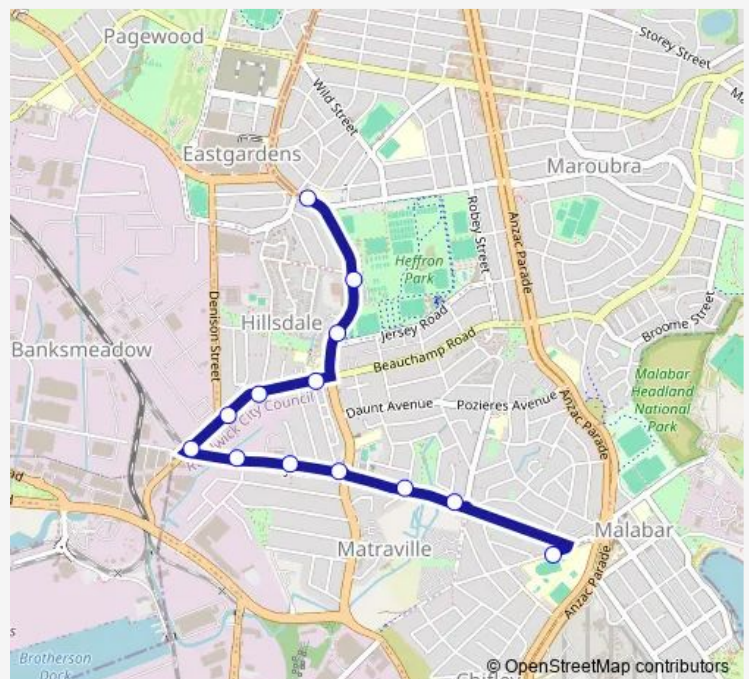 Pagewood
Storey Street
Wild Street
Eastgardens
Maroubra
Robey Street
Anzac Parade
Heffron
Park
Denison Street
Hillsdale
Jersey Road
Broome Street
Banksmeadow
Beauchamp Road
Malabar
Headland
National
Park
Daunt Avenue
Pozieres Avenue
Anzac Parade
Malabar
Matraville
Anzac Parade
Brotherson
Dock
© OpenStreetMap contributors